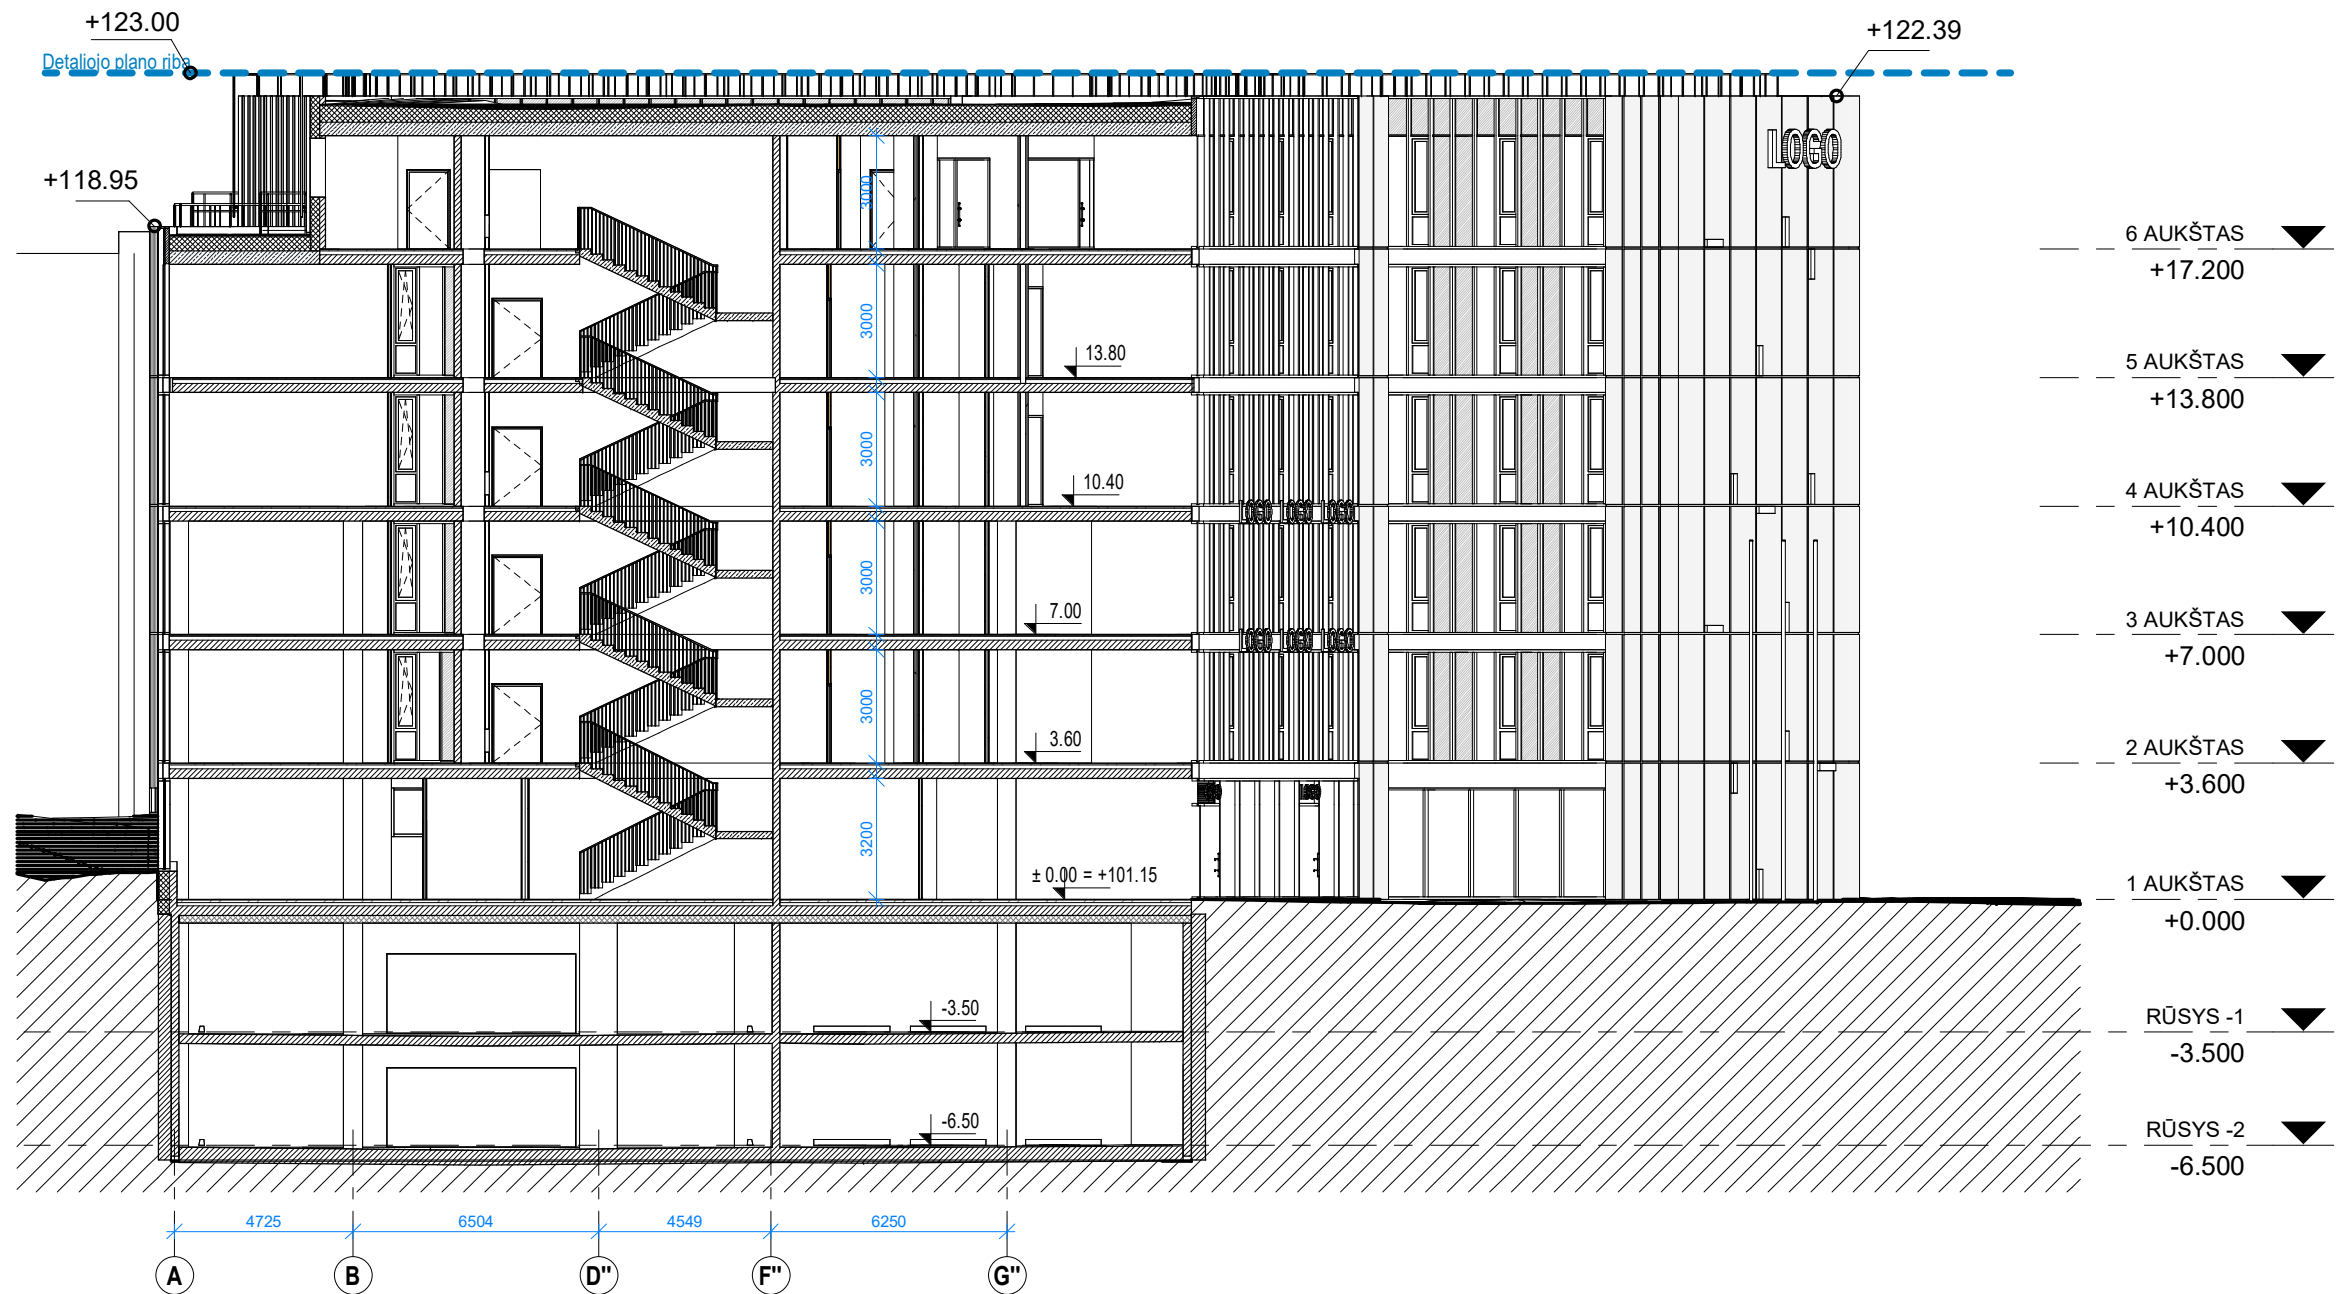 +123.00
+122.39
Detaliojo plano riba
LOGO
+118.95
3000
6 AUKŠTAS
+17.200
3000
13.80
5 AUKŠTAS
+13.800
3000
10.40
4 AUKŠTAS
+10.400
LOGO LOGO LOGO
3000
7.00
3 AUKŠTAS
+7.000
LOGO LOGO LOGO
3000
3.60
2 AUKŠTAS
+3.600
LOGO LOGO
3200
± 0.00 = +101.15
1 AUKŠTAS
+0.000
-3.50
RŪSYS -1
-3.500
-6.50
RŪSYS -2
-6.500
4725 6504 4549 6250
A B D" F" G"